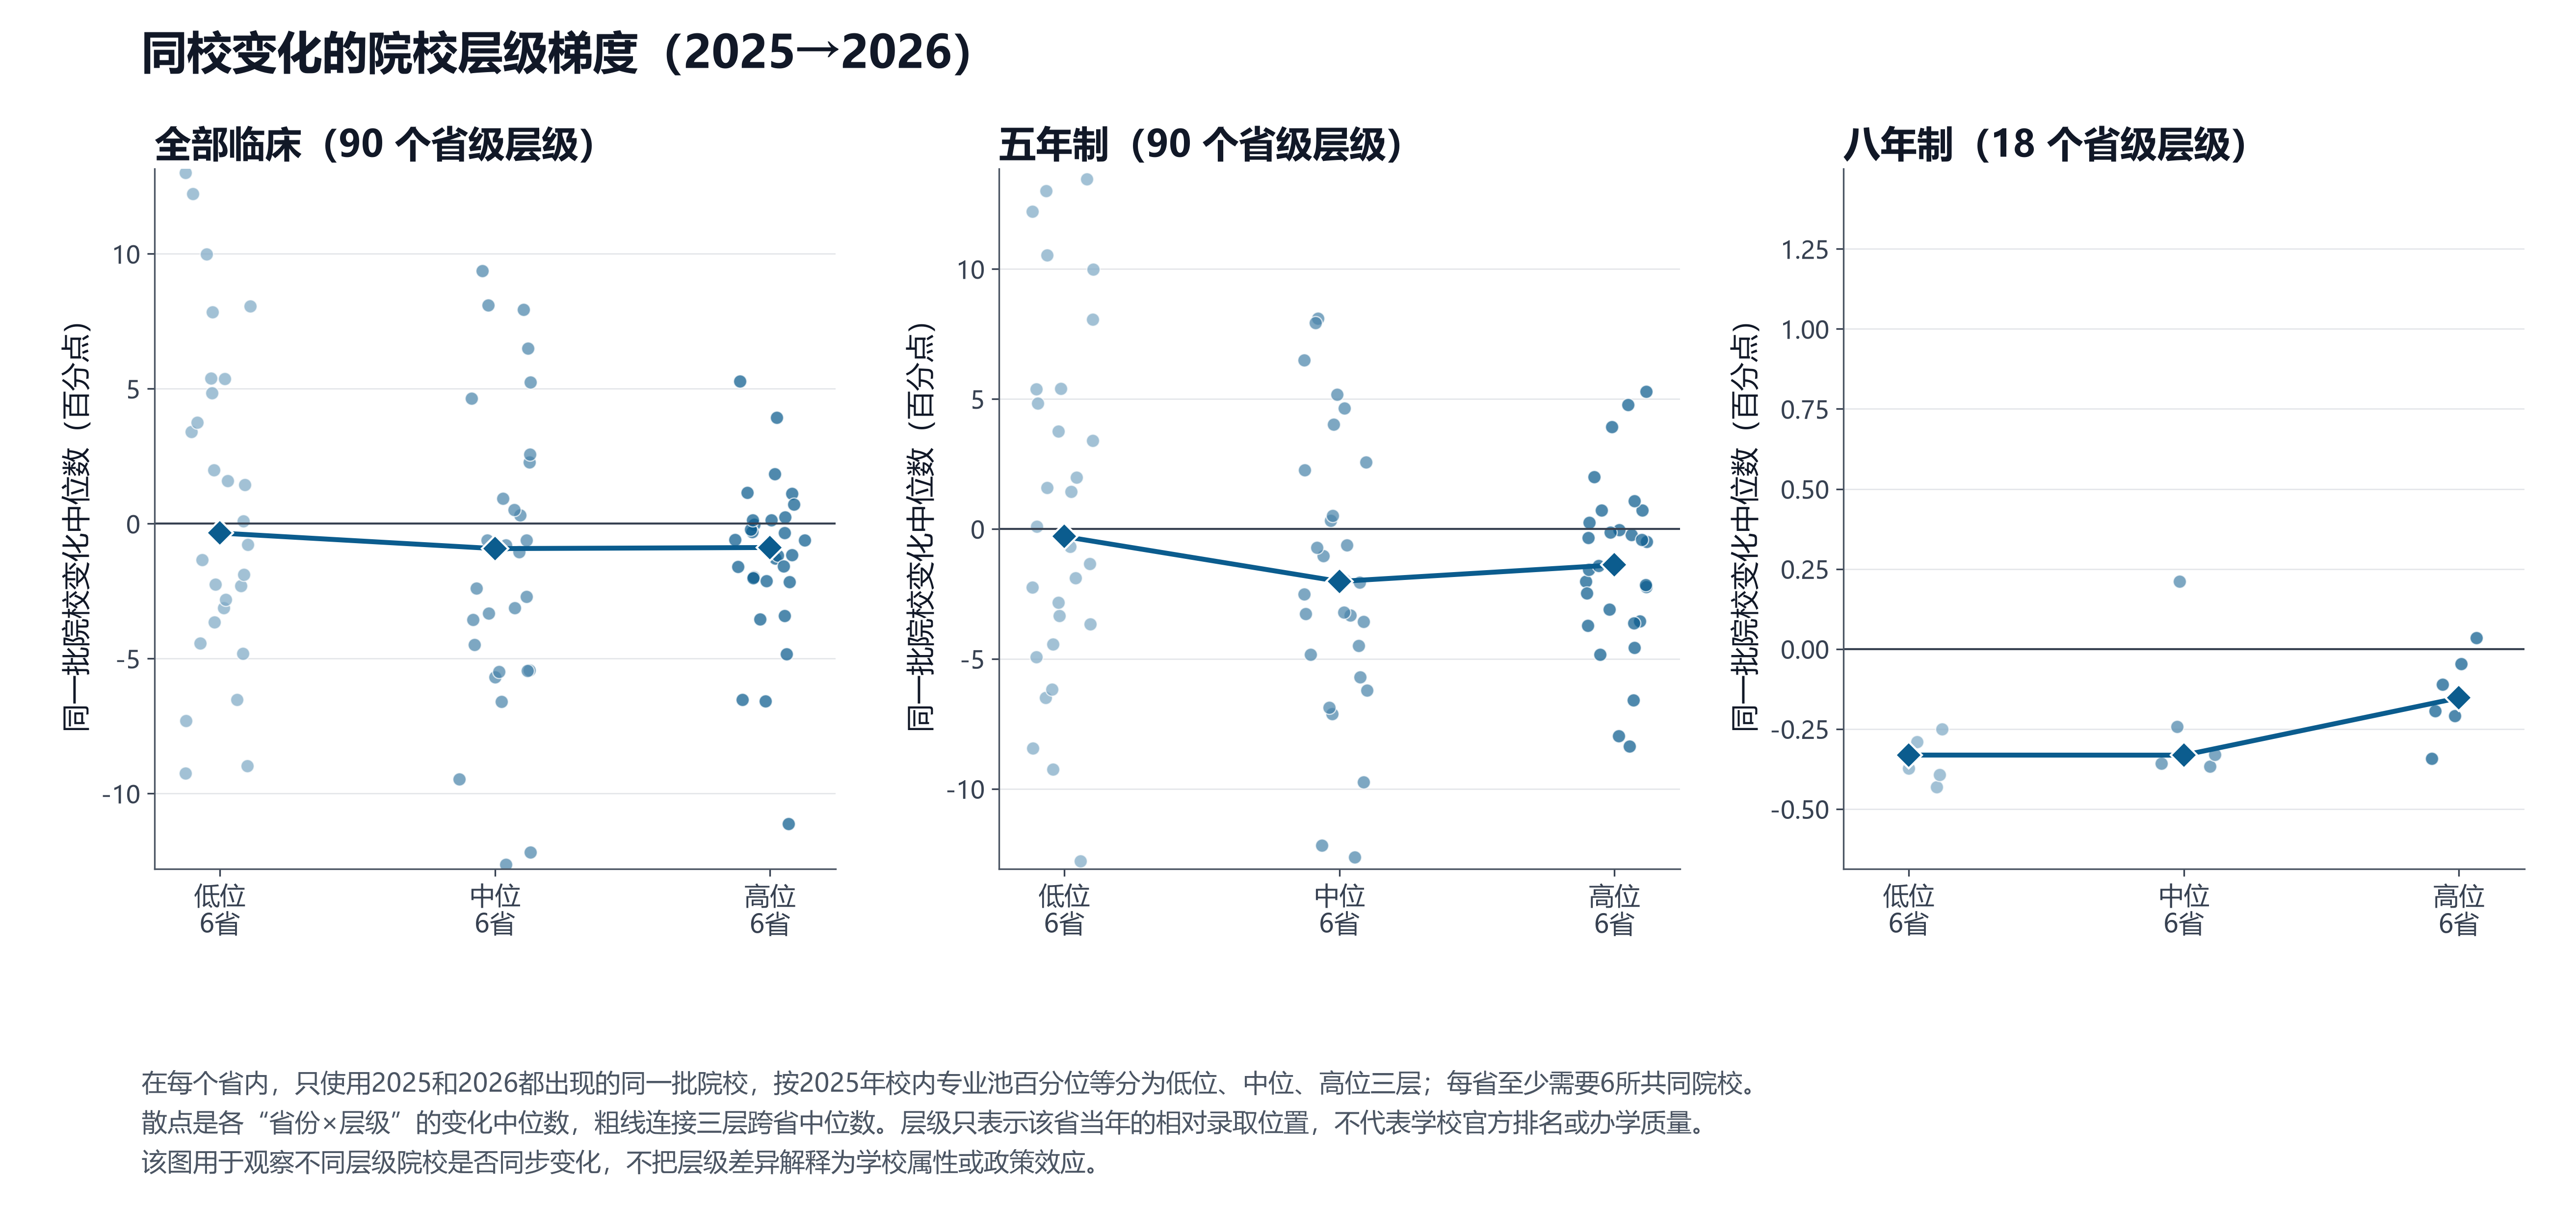 同校变化的院校层级梯度（2025→2026）
全部临床（90 个省级层级）
同一批院校变化中位数（百分点）
10
5
0
-5
-10
低位
6省
中位
6省
高位
6省
五年制（90 个省级层级）
同一批院校变化中位数（百分点）
10
5
0
-5
-10
低位
6省
中位
6省
高位
6省
八年制（18 个省级层级）
同一批院校变化中位数（百分点）
1.25
1.00
0.75
0.50
0.25
0.00
-0.25
-0.50
低位
6省
中位
6省
高位
6省
在每个省内，只使用2025和2026都出现的同一批院校，按2025年校内专业池百分位等分为低位、中位、高位三层；每省至少需要6所共同院校。
散点是各“省份×层级”的变化中位数，粗线连接三层跨省中位数。层级只表示该省当年的相对录取位置，不代表学校官方排名或办学质量。
该图用于观察不同层级院校是否同步变化，不把层级差异解释为学校属性或政策效应。